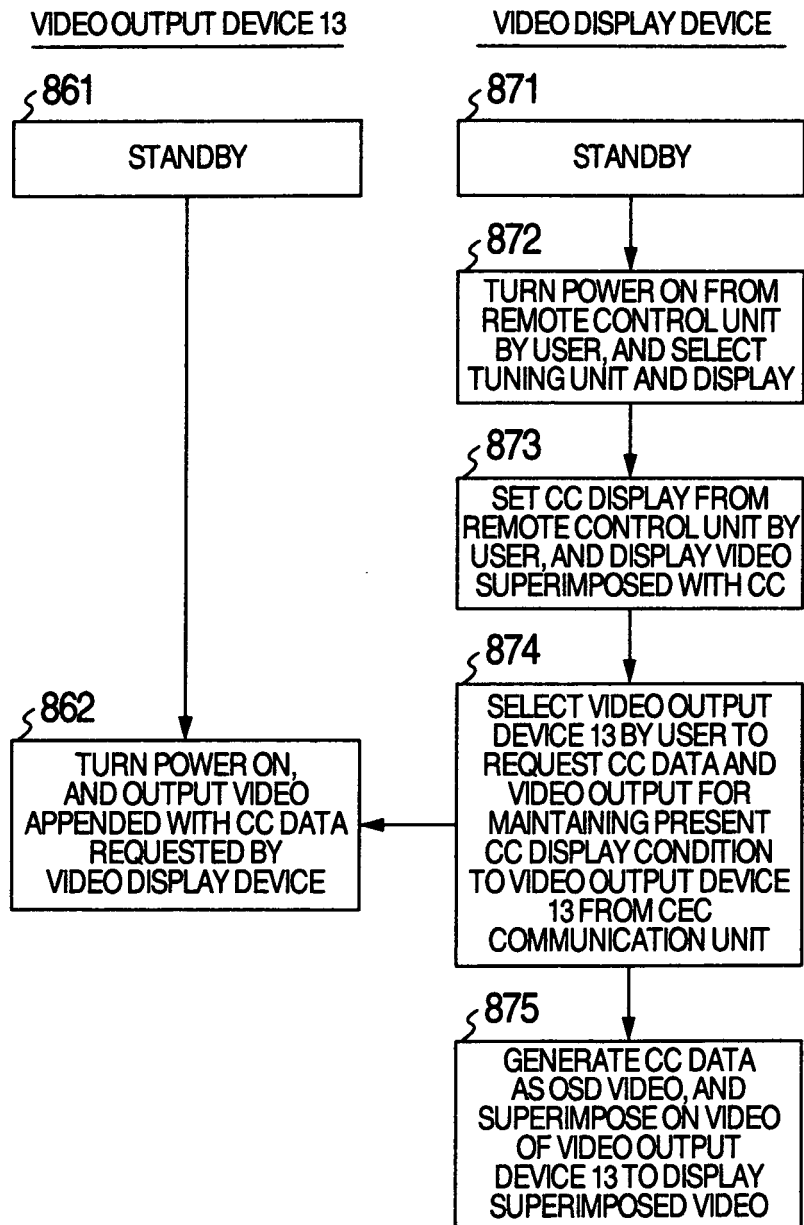 VIDEO OUTPUT DEVICE 13
VIDEO DISPLAY DEVICE
861
STANDBY
871
STANDBY
872
TURN POWER ON FROM
REMOTE CONTROL UNIT
BY USER, AND SELECT
TUNING UNIT AND DISPLAY
873
SET CC DISPLAY FROM
REMOTE CONTROL UNIT BY
USER, AND DISPLAY VIDEO
SUPERIMPOSED WITH CC
874
SELECT VIDEO OUTPUT
DEVICE 13 BY USER TO
REQUEST CC DATA AND
VIDEO OUTPUT FOR
MAINTAINING PRESENT
CC DISPLAY CONDITION
TO VIDEO OUTPUT DEVICE
13 FROM CEC
COMMUNICATION UNIT
862
TURN POWER ON,
AND OUTPUT VIDEO
APPENDED WITH CC DATA
REQUESTED BY
VIDEO DISPLAY DEVICE
875
GENERATE CC DATA
AS OSD VIDEO, AND
SUPERIMPOSE ON VIDEO
OF VIDEO OUTPUT
DEVICE 13 TO DISPLAY
SUPERIMPOSED VIDEO